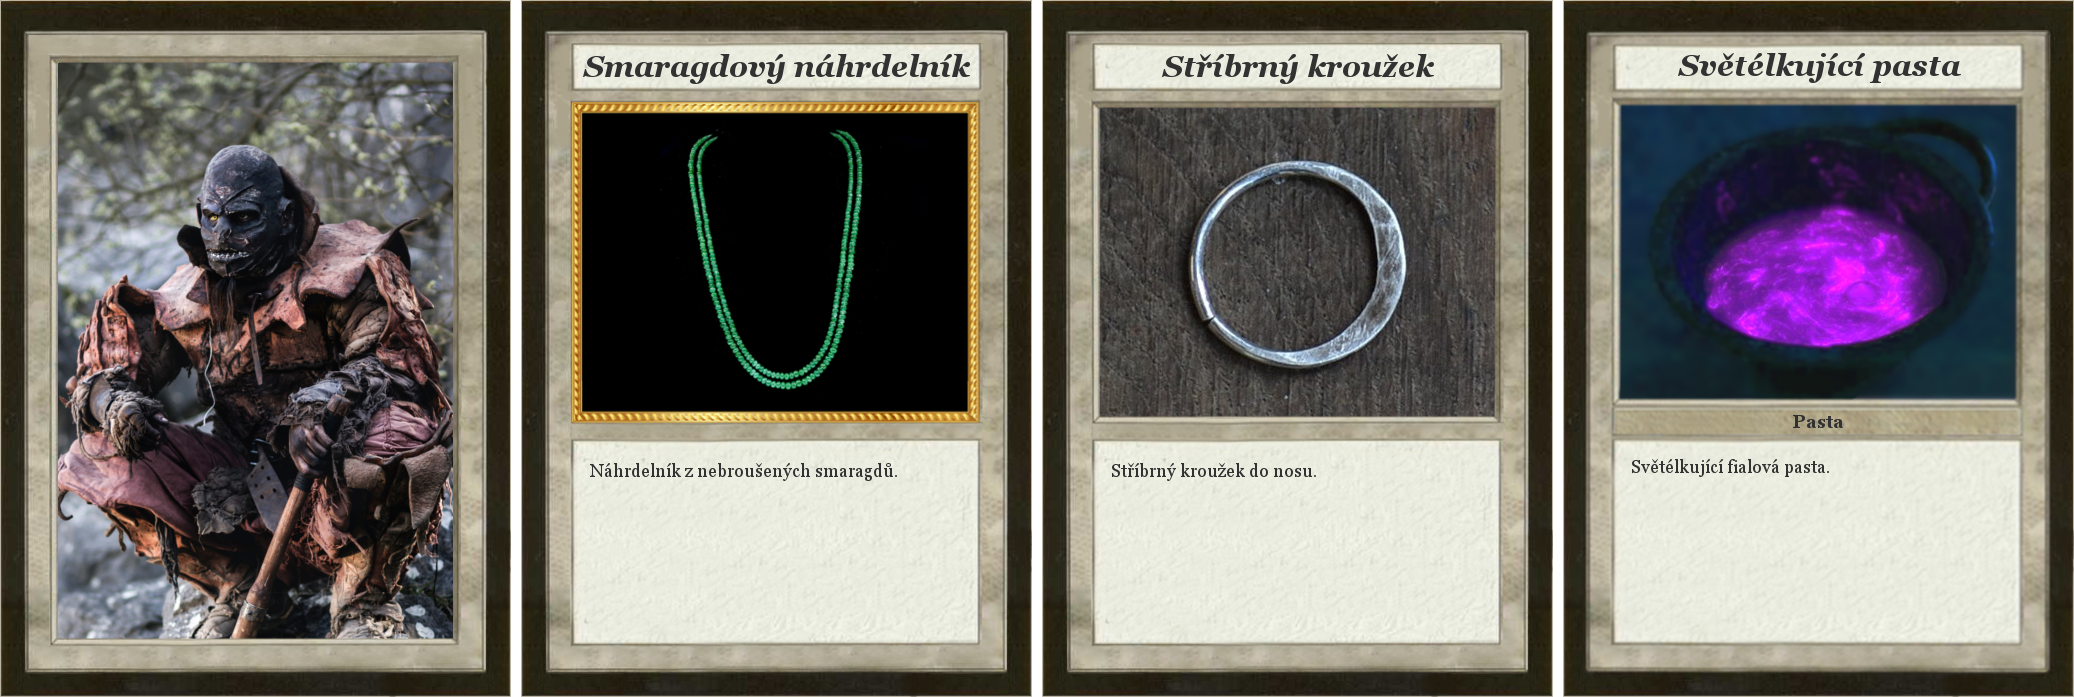 Smaragdový náhrdelník
Náhrdelník z nebroušených smaragdů.
Stříbrný kroužek
Stříbrný kroužek do nosu.
Světélkující pasta
Pasta
Světélkující fialová pasta.